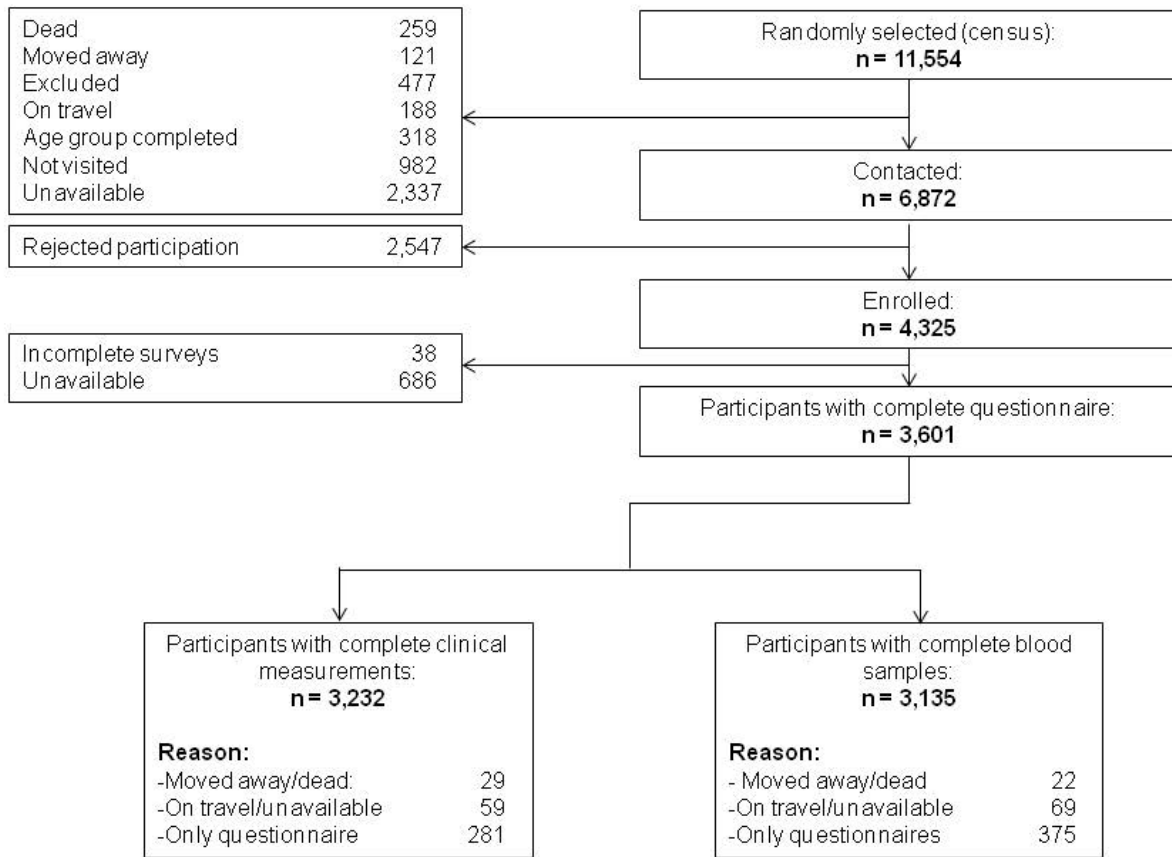 Dead 259
Moved away 121
Excluded 477
On travel 188
Age group completed 318
Not visited 982
Unavailable 2,337
Randomly selected (census):
n = 11,554
Contacted:
n = 6,872
Rejected participation 2,547
Enrolled:
n = 4,325
Incomplete surveys 38
Unavailable 686
Participants with complete questionnaire:
n = 3,601
Participants with complete clinical
measurements:
n = 3,232
Reason:
-Moved away/dead: 29
-On travel/unavailable 59
-Only questionnaire 281
Participants with complete blood
samples:
n = 3,135
Reason:
- Moved away/dead 22
-On travel/unavailable 69
-Only questionnaires 375